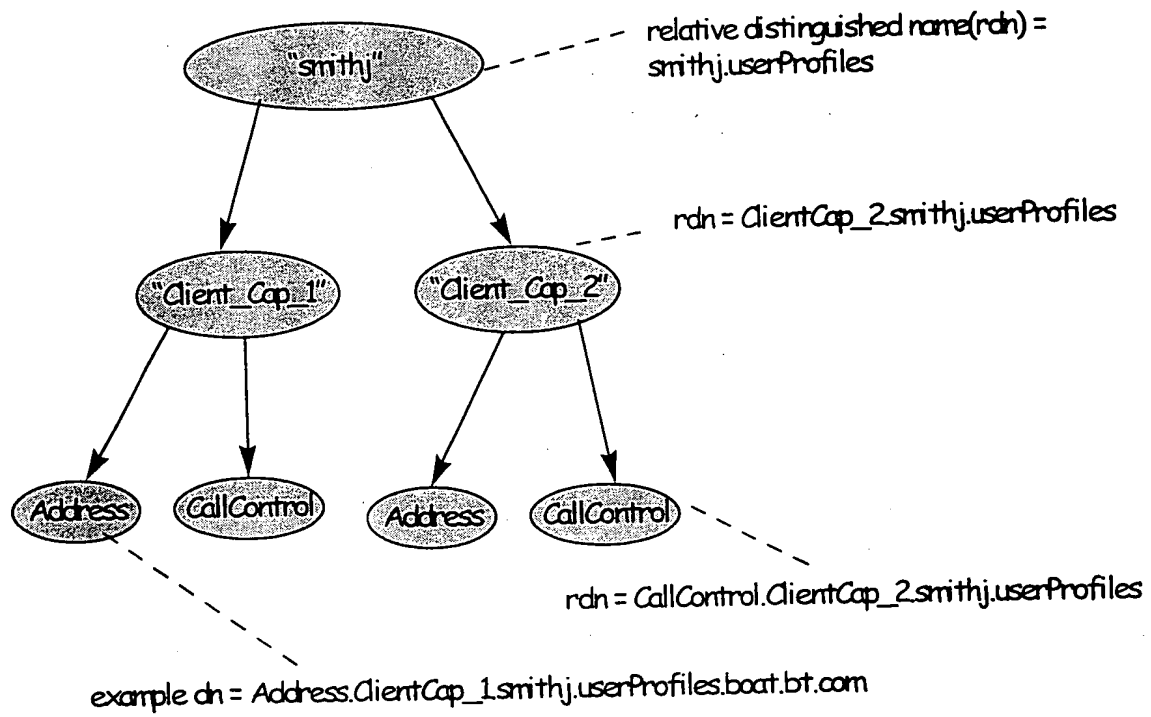 "smithj"
relative distinguished name(rdn) =
smithj.userProfiles
rdn = ClientCap_2.smithj.userProfiles
"Client_Cap_1"
"Client_Cap_2"
Address
CallControl
Address
CallControl
rdn = CallControl.ClientCap_2.smithj.userProfiles
example dn = Address.ClientCap_1.smithj.userProfiles.boat.bt.com